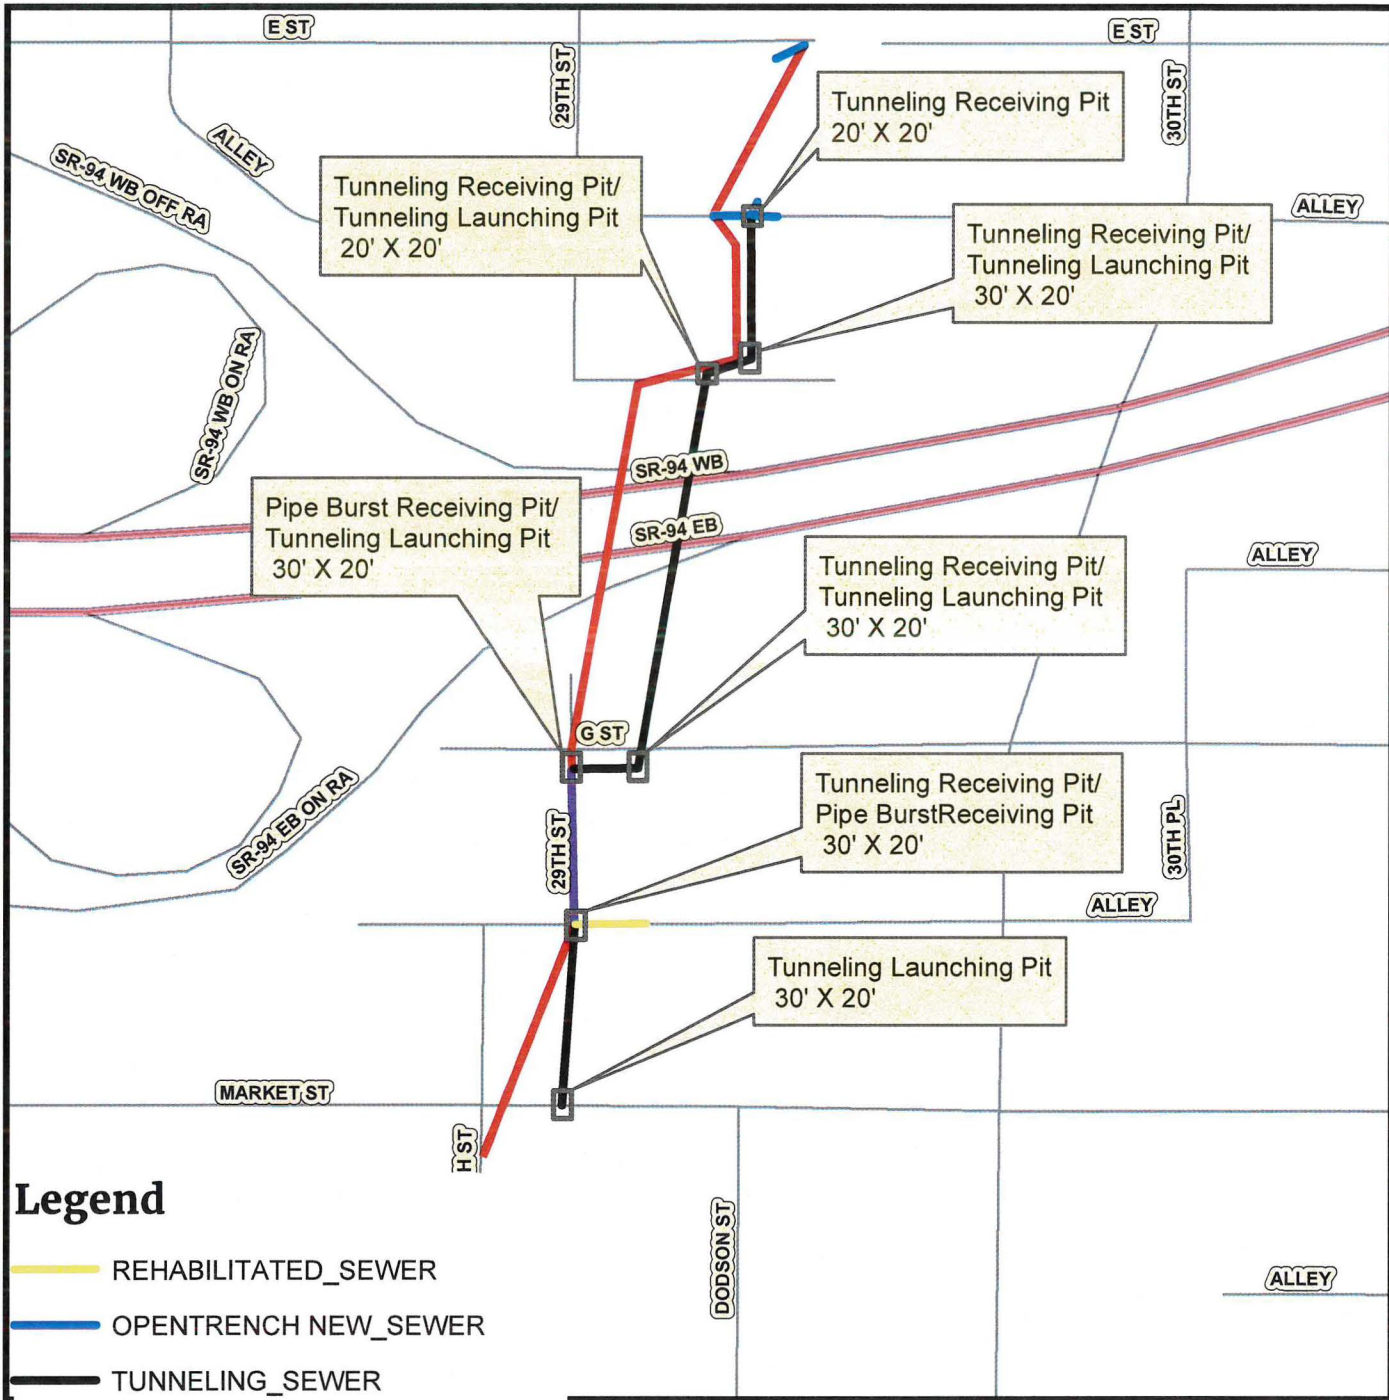 E ST
E ST
29TH ST
30TH ST
ALLEY
SR-94 WB OFF RA
Tunneling Receiving Pit
20' X 20'
Tunneling Receiving Pit/
Tunneling Launching Pit
20' X 20'
ALLEY
Tunneling Receiving Pit/
Tunneling Launching Pit
30' X 20'
SR-94 WB ON RA
SR-94 WB
SR-94 EB
Pipe Burst Receiving Pit/
Tunneling Launching Pit
30' X 20'
ALLEY
Tunneling Receiving Pit/
Tunneling Launching Pit
30' X 20'
G ST
SR-94 EB ON RA
29TH ST
Tunneling Receiving Pit/
Pipe BurstReceiving Pit
30' X 20'
30TH PL
ALLEY
Tunneling Launching Pit
30' X 20'
MARKET ST
H ST
DODSON ST
ALLEY
Legend
REHABILITATED_SEWER
OPENTRENCH NEW_SEWER
TUNNELING_SEWER